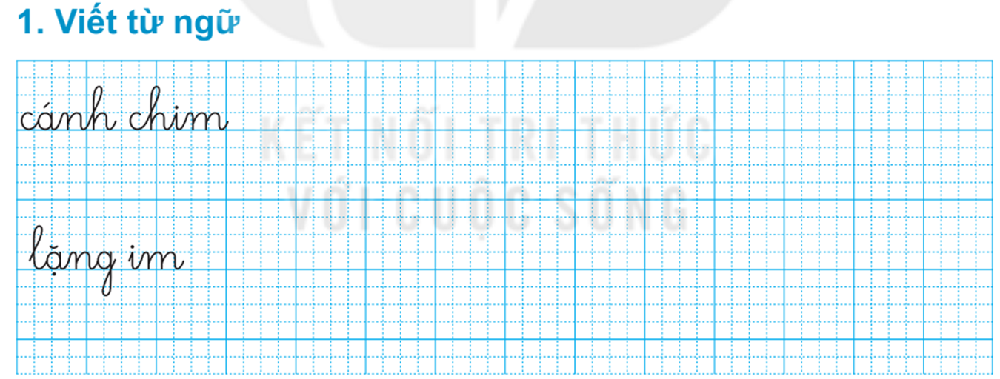 1. Viết từ ngữ
cánh chim
KẾT NỐI TRI THỨC
VỚI CUỘC SỐNG
lặng im